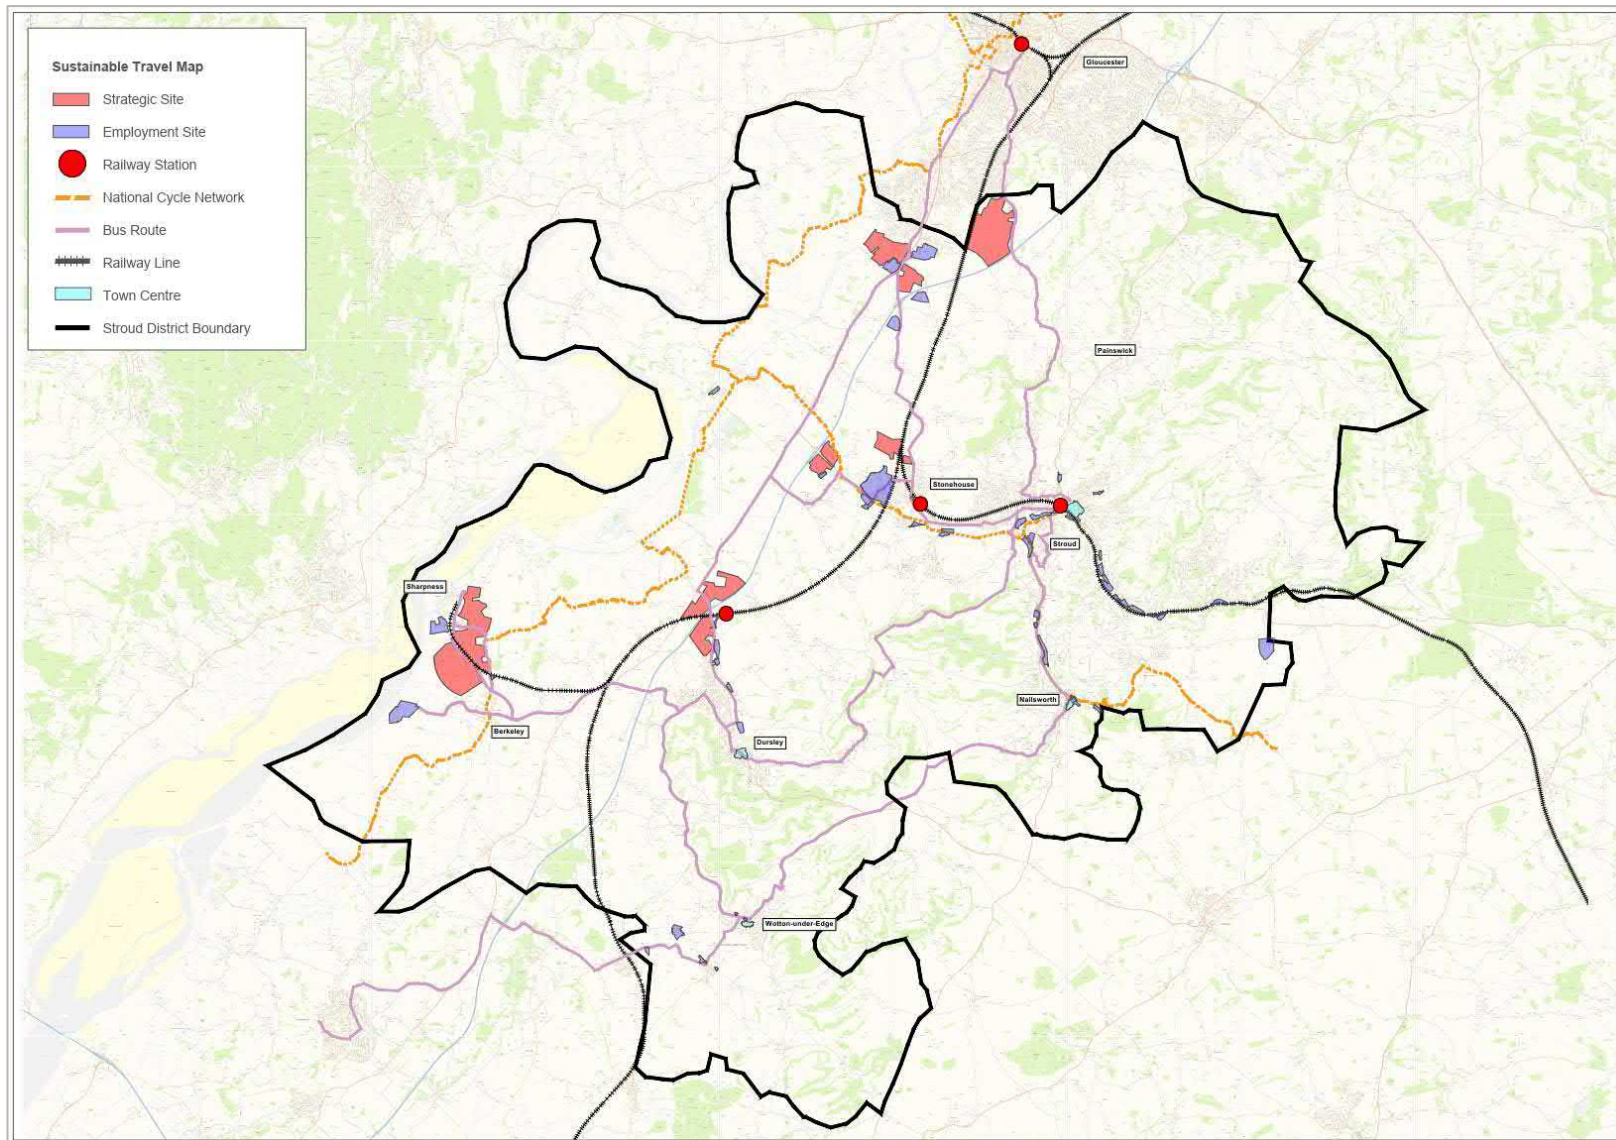 Sustainable Travel Map
Strategic Site
Employment Site
Railway Station
National Cycle Network
Bus Route
Railway Line
Town Centre
Stroud District Boundary
Gloucester
Painswick
Stonehouse
Stroud
Sharpness
Nailsworth
Berkeley
Dursley
Wotton-under-Edge